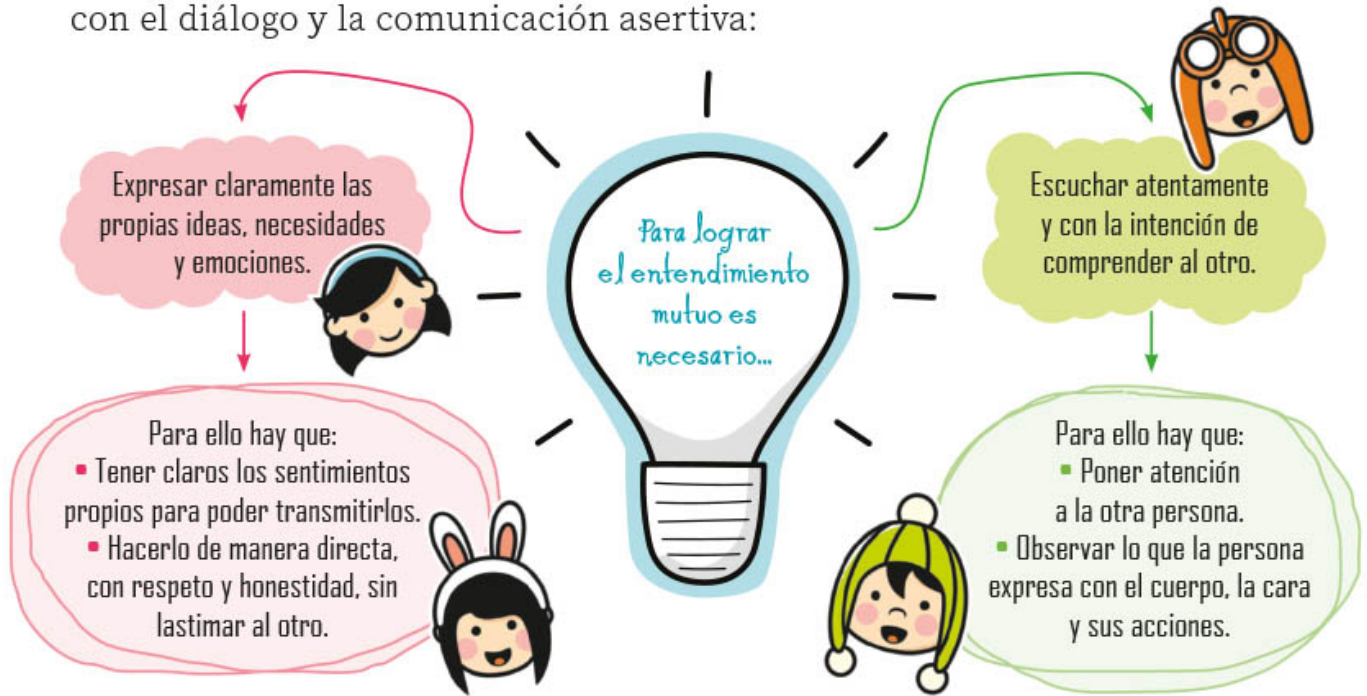 con el diálogo y la comunicación asertiva:
Para lograr
el entendimiento
mutuo es
necesario...
Expresar claramente las
propias ideas, necesidades
y emociones.
Para ello hay que:
▪ Tener claros los sentimientos
propios para poder transmitirlos.
▪ Hacerlo de manera directa,
con respeto y honestidad, sin
lastimar al otro.
Escuchar atentamente
y con la intención de
comprender al otro.
Para ello hay que:
▪ Poner atención
a la otra persona.
▪ Observar lo que la persona
expresa con el cuerpo, la cara
y sus acciones.